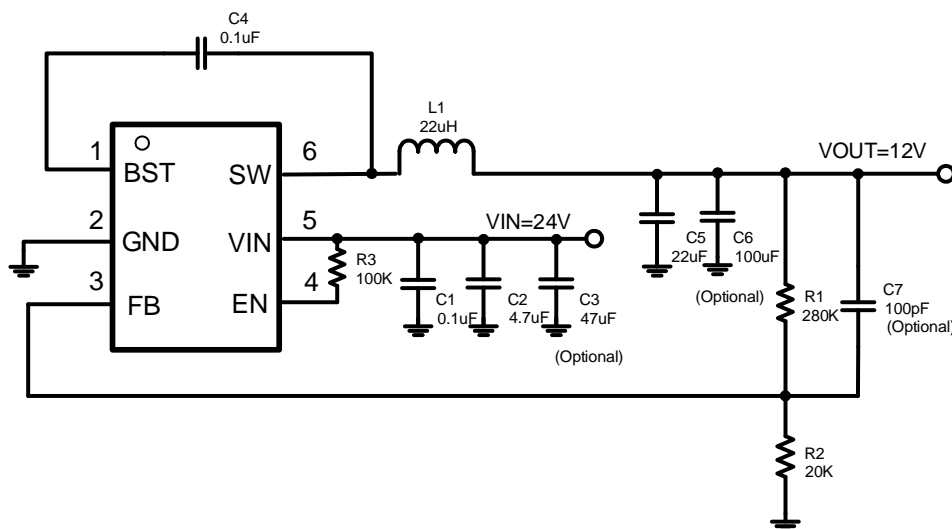 C4
0.1uF
L1
22uH
1
BST
SW
6
VOUT=12V
2
GND
VIN
5
VIN=24V
3
FB
EN
4
R3
100K
C1
0.1uF
C2
4.7uF
C3
47uF
(Optional)
C5
22uF
C6
100uF
(Optional)
R1
280K
C7
100pF
(Optional)
R2
20K